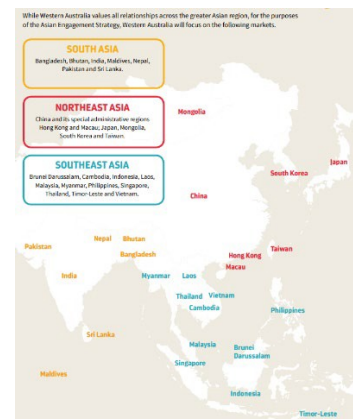 While Western Australia values all relationships across the greater Asian region, for the purposes
of the Asian Engagement Strategy, Western Australia will focus on the following markets.
SOUTH ASIA
Bangladesh, Bhutan, India, Maldives, Nepal,
Pakistan and Sri Lanka.
NORTHEAST ASIA
China and its special administrative regions
Hong Kong and Macau; Japan, Mongolia,
South Korea and Taiwan.
SOUTHEAST ASIA
Brunei Darussalam, Cambodia, Indonesia, Laos,
Malaysia, Myanmar, Philippines, Singapore,
Thailand, Timor-Leste and Vietnam.
Mongolia
Japan
South Korea
China
Taiwan
Hong Kong
Macau
Nepal
Bhutan
Pakistan
Bangladesh
India
Myanmar
Laos
Thailand
Vietnam
Cambodia
Philippines
Sri Lanka
Malaysia
Brunei
Darussalam
Singapore
Maldives
Indonesia
Timor-Leste